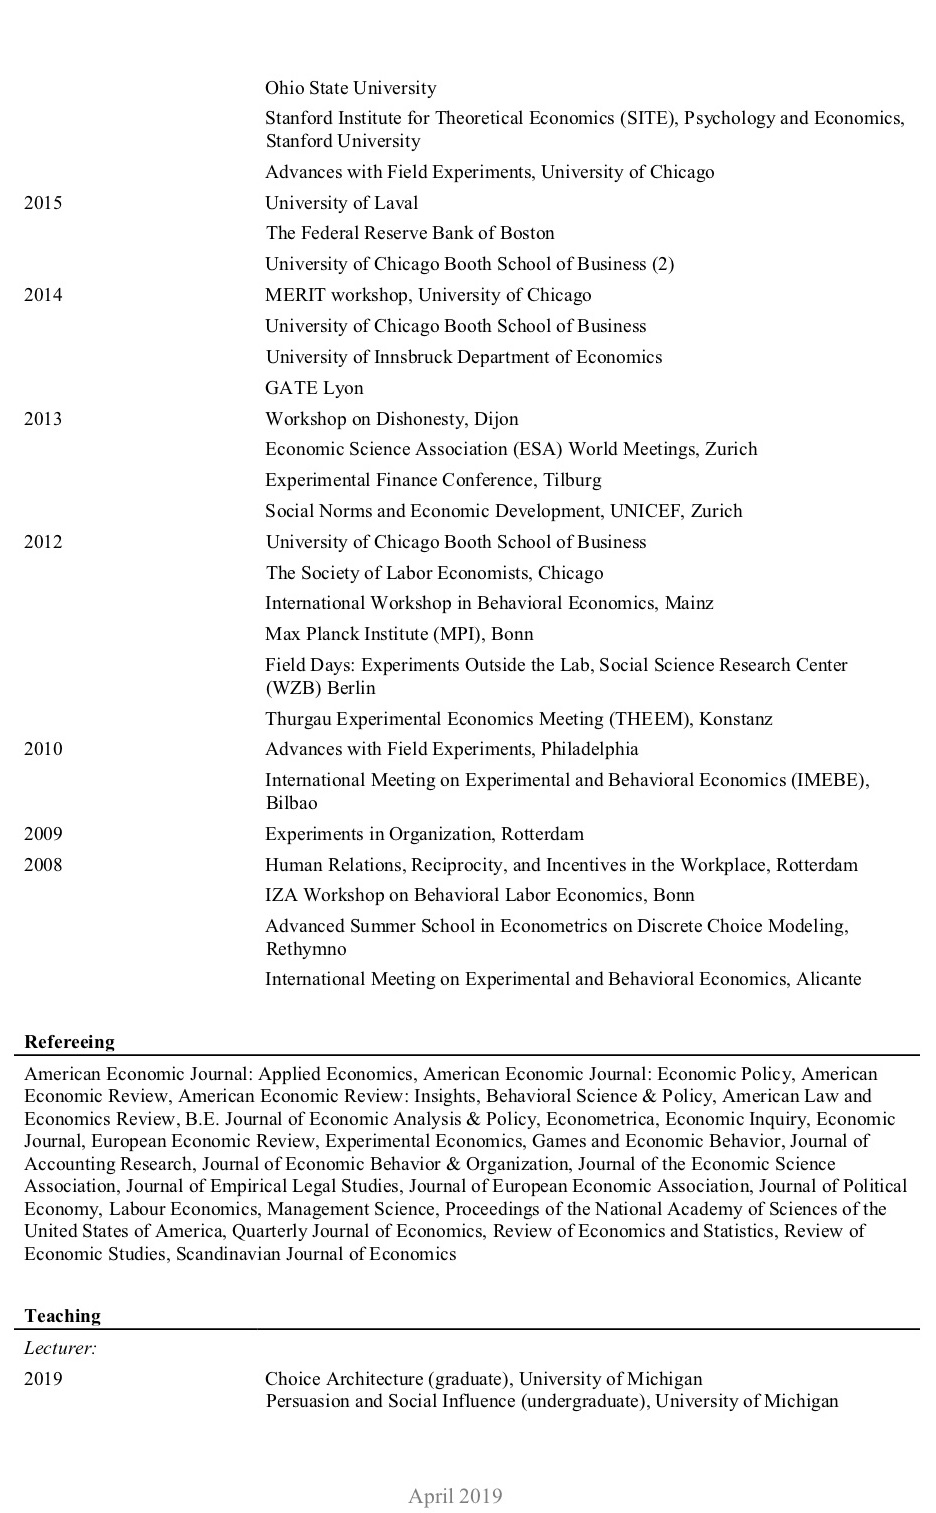 Ohio State University
Stanford Institute for Theoretical Economics (SITE), Psychology and Economics,
Stanford University
Advances with Field Experiments, University of Chicago
2015 University of Laval
The Federal Reserve Bank of Boston
University of Chicago Booth School of Business (2)
2014 MERIT workshop, University of Chicago
University of Chicago Booth School of Business
University of Innsbruck Department of Economics
GATE Lyon
2013 Workshop on Dishonesty, Dijon
Economic Science Association (ESA) World Meetings, Zurich
Experimental Finance Conference, Tilburg
Social Norms and Economic Development, UNICEF, Zurich
2012 University of Chicago Booth School of Business
The Society of Labor Economists, Chicago
International Workshop in Behavioral Economics, Mainz
Max Planck Institute (MPI), Bonn
Field Days: Experiments Outside the Lab, Social Science Research Center
(WZB) Berlin
Thurgau Experimental Economics Meeting (THEEM), Konstanz
2010 Advances with Field Experiments, Philadelphia
International Meeting on Experimental and Behavioral Economics (IMEBE),
Bilbao
2009 Experiments in Organization, Rotterdam
2008 Human Relations, Reciprocity, and Incentives in the Workplace, Rotterdam
IZA Workshop on Behavioral Labor Economics, Bonn
Advanced Summer School in Econometrics on Discrete Choice Modeling,
Rethymno
International Meeting on Experimental and Behavioral Economics, Alicante
Refereeing
American Economic Journal: Applied Economics, American Economic Journal: Economic Policy, American
Economic Review, American Economic Review: Insights, Behavioral Science & Policy, American Law and
Economics Review, B.E. Journal of Economic Analysis & Policy, Econometrica, Economic Inquiry, Economic
Journal, European Economic Review, Experimental Economics, Games and Economic Behavior, Journal of
Accounting Research, Journal of Economic Behavior & Organization, Journal of the Economic Science
Association, Journal of Empirical Legal Studies, Journal of European Economic Association, Journal of Political
Economy, Labour Economics, Management Science, Proceedings of the National Academy of Sciences of the
United States of America, Quarterly Journal of Economics, Review of Economics and Statistics, Review of
Economic Studies, Scandinavian Journal of Economics
Teaching
Lecturer:
2019 Choice Architecture (graduate), University of Michigan
Persuasion and Social Influence (undergraduate), University of Michigan
April 2019